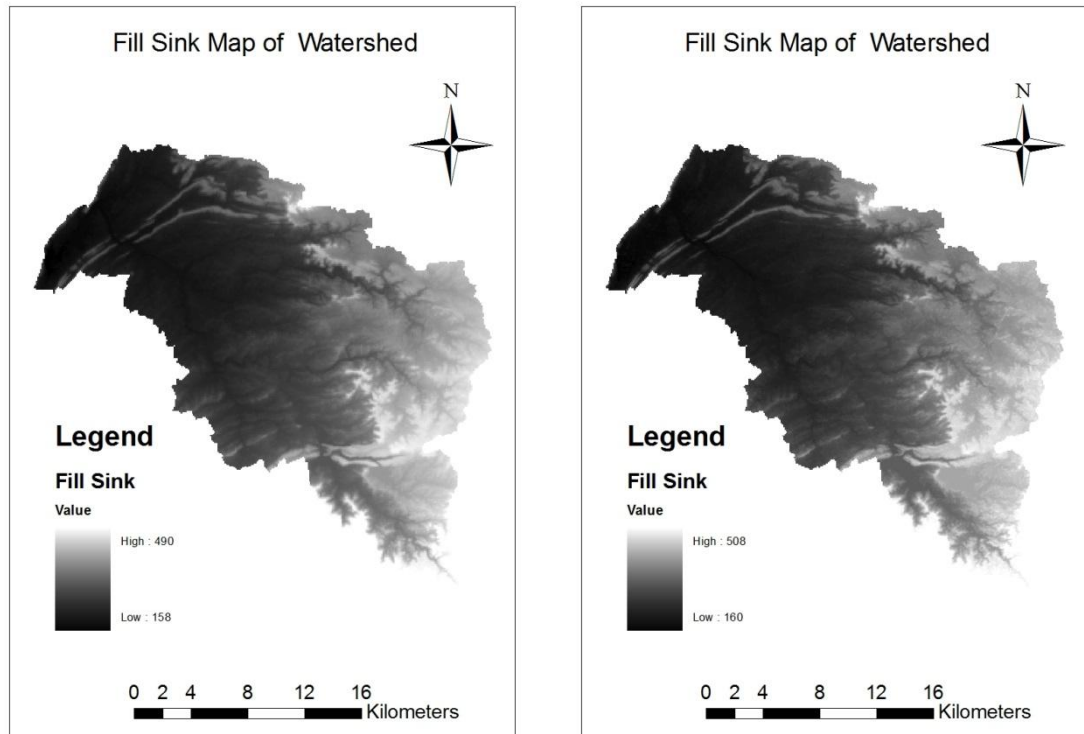 Fill Sink Map of Watershed
N
Legend
Fill Sink
Value
High : 490
Low : 158
0 2 4 8 12 16
Kilometers
Fill Sink Map of Watershed
N
Legend
Fill Sink
Value
High : 508
Low : 160
0 2 4 8 12 16
Kilometers